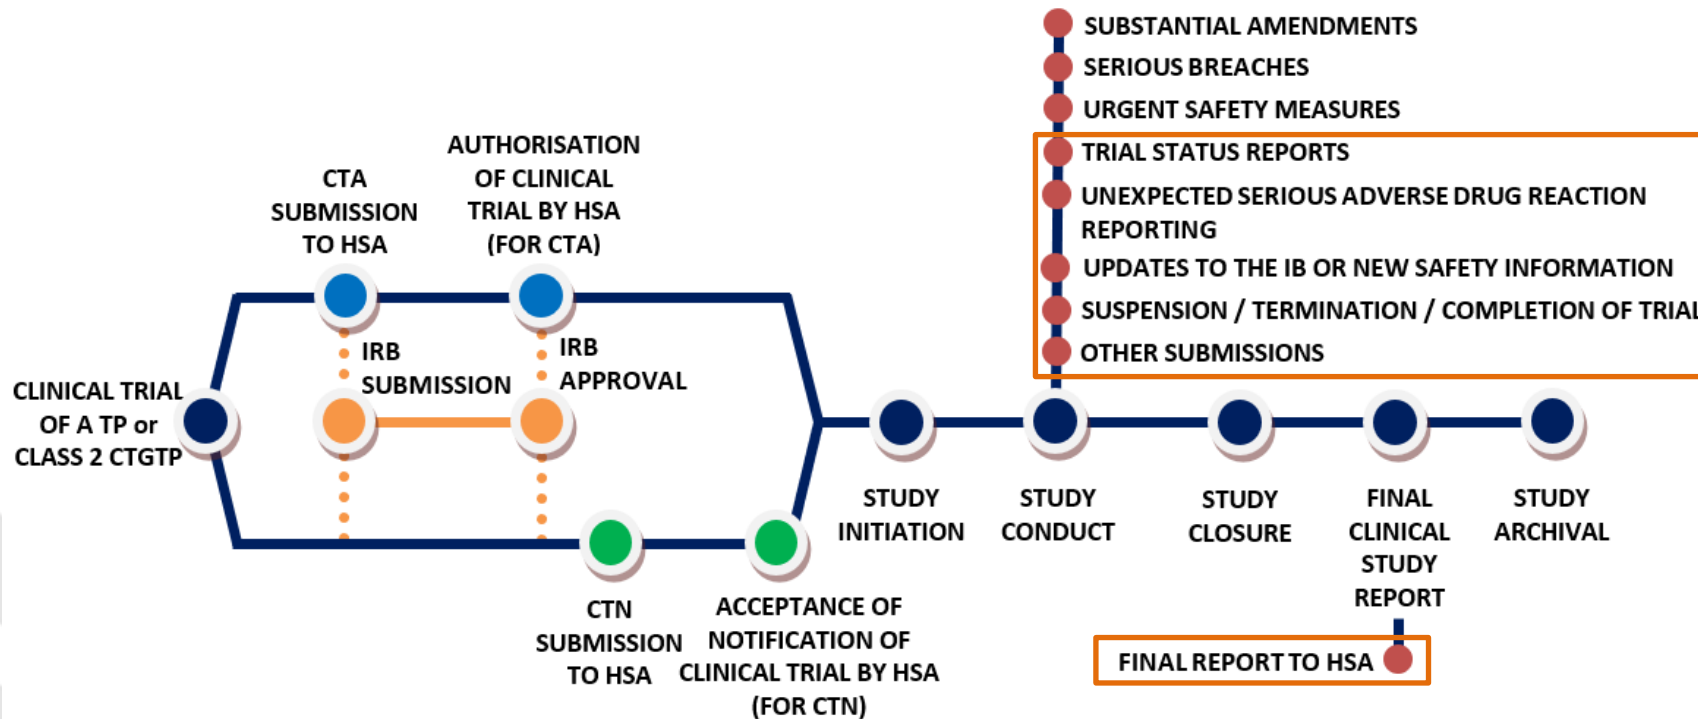 SUBSTANTIAL AMENDMENTS
SERIOUS BREACHES
URGENT SAFETY MEASURES
TRIAL STATUS REPORTS
UNEXPECTED SERIOUS ADVERSE DRUG REACTION
REPORTING
UPDATES TO THE IB OR NEW SAFETY INFORMATION
SUSPENSION / TERMINATION / COMPLETION OF TRIAL
OTHER SUBMISSIONS
CTA
SUBMISSION
TO HSA
AUTHORISATION
OF CLINICAL
TRIAL BY HSA
(FOR CTA)
IRB
SUBMISSION
IRB
APPROVAL
CLINICAL TRIAL
OF A TP or
CLASS 2 CTGTP
CTN
SUBMISSION
TO HSA
ACCEPTANCE OF
NOTIFICATION OF
CLINICAL TRIAL BY HSA
(FOR CTN)
STUDY
INITIATION
STUDY
CONDUCT
STUDY
CLOSURE
FINAL
CLINICAL
STUDY
REPORT
STUDY
ARCHIVAL
FINAL REPORT TO HSA